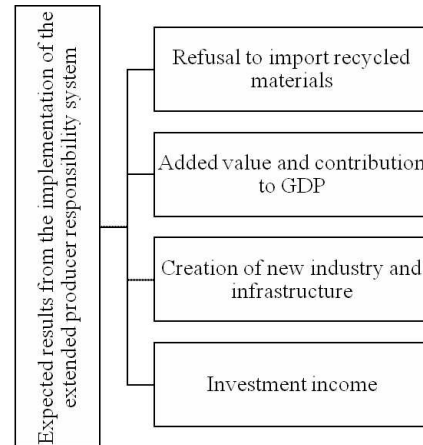 Expected results from the implementation of the
extended producer responsibility system
Refusal to import recycled
materials
Added value and contribution
to GDP
Creation of new industry and
infrastructure
Investment income